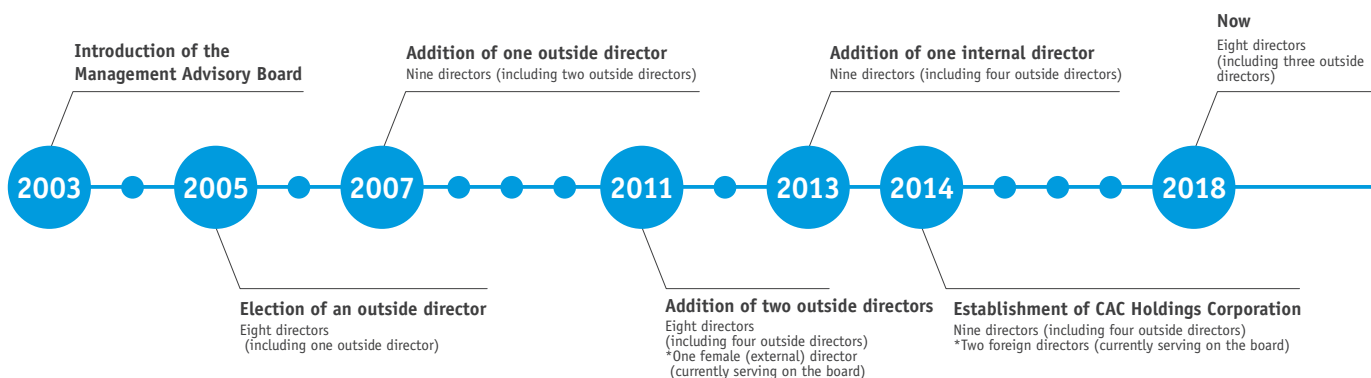 Introduction of the
Management Advisory Board
Addition of one outside director
Nine directors (including two outside directors)
Addition of one internal director
Nine directors (including four outside directors)
Now
Eight directors
(including three outside
directors)
2003
2005
2007
2011
2013
2014
2018
Election of an outside director
Eight directors
(including one outside director)
Addition of two outside directors
Eight directors
(including four outside directors)
*One female (external) director
(currently serving on the board)
Establishment of CAC Holdings Corporation
Nine directors (including four outside directors)
*Two foreign directors (currently serving on the board)